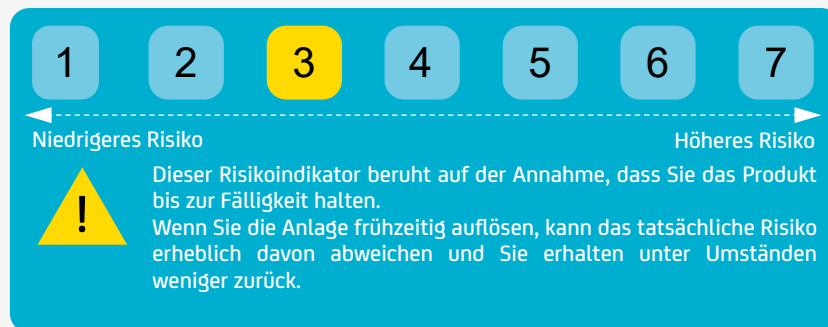 1 2 3 4 5 6 7
Niedrigeres Risiko Höheres Risiko
Dieser Risikoindikator beruht auf der Annahme, dass Sie das Produkt
bis zur Fälligkeit halten.
!
Wenn Sie die Anlage frühzeitig auflösen, kann das tatsächliche Risiko
erheblich davon abweichen und Sie erhalten unter Umständen
weniger zurück.